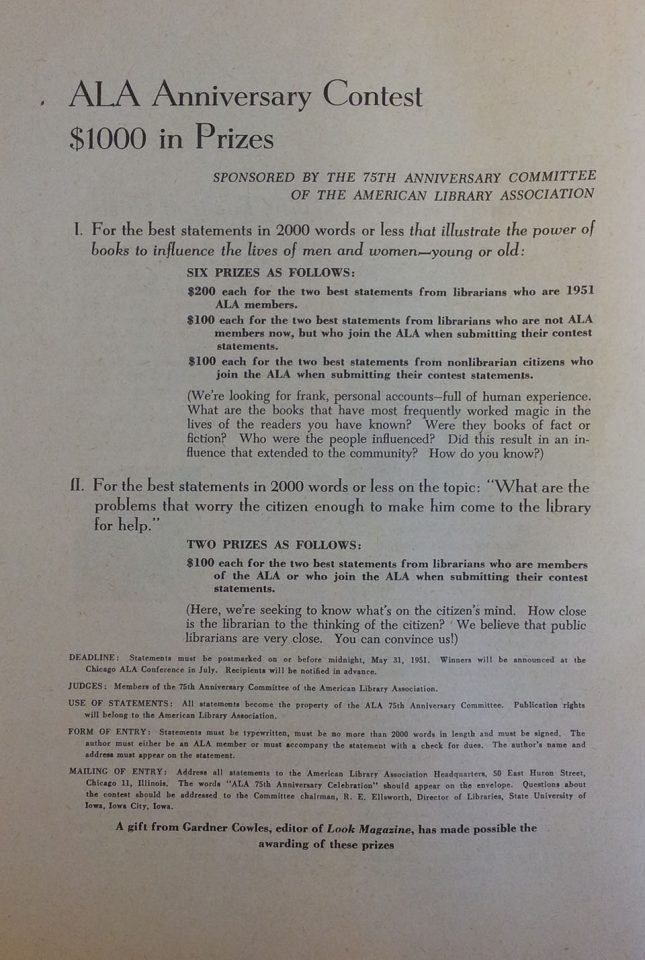 ALA Anniversary Contest
$1000 in Prizes
SPONSORED BY THE 75TH ANNIVERSARY COMMITTEE
OF THE AMERICAN LIBRARY ASSOCIATION
I. For the best statements in 2000 words or less that illustrate the power of
books to influence the lives of men and women—young or old:
SIX PRIZES AS FOLLOWS:
$200 each for the two best statements from librarians who are 1951
ALA members.
$100 each for the two best statements from librarians who are not ALA
members now, but who join the ALA when submitting their contest
statements.
$100 each for the two best statements from nonlibrarian citizens who
join the ALA when submitting their contest statements.
(We're looking for frank, personal accounts—full of human experience.
What are the books that have most frequently worked magic in the
lives of the readers you have known? Were they books of fact or
fiction? Who were the people influenced? Did this result in an in-
fluence that extended to the community? How do you know?)
II. For the best statements in 2000 words or less on the topic: "What are the
problems that worry the citizen enough to make him come to the library
for help."
TWO PRIZES AS FOLLOWS:
$100 each for the two best statements from librarians who are members
of the ALA or who join the ALA when submitting their contest
statements.
(Here, we're seeking to know what's on the citizen's mind. How close
is the librarian to the thinking of the citizen? We believe that public
librarians are very close. You can convince us!)
DEADLINE: Statements must be postmarked on or before midnight, May 31, 1951. Winners will be announced at the
Chicago ALA Conference in July. Recipients will be notified in advance.
JUDGES: Members of the 75th Anniversary Committee of the American Library Association.
USE OF STATEMENTS: All statements become the property of the ALA 75th Anniversary Committee. Publication rights
will belong to the American Library Association.
FORM OF ENTRY: Statements must be typewritten, must be no more than 2000 words in length and must be signed. The
author must either be an ALA member or must accompany the statement with a check for dues. The author's name and
address must appear on the statement.
MAILING OF ENTRY: Address all statements to the American Library Association Headquarters, 50 East Huron Street,
Chicago 11, Illinois. The words "ALA 75th Anniversary Celebration" should appear on the envelope. Questions about
the contest should be addressed to the Committee chairman, R. E. Ellsworth, Director of Libraries, State University of
Iowa, Iowa City, Iowa.
A gift from Gardner Cowles, editor of Look Magazine, has made possible the
awarding of these prizes